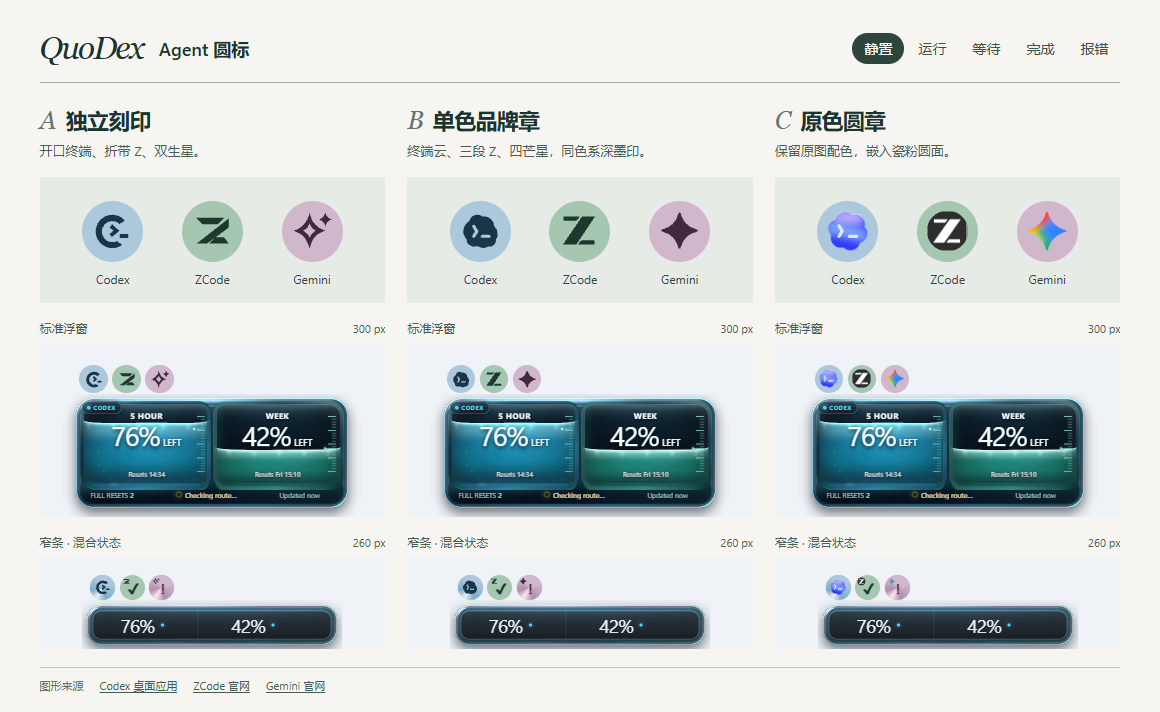 QuoDex Agent 圆标
静置 运行 等待 完成 报错
A 独立刻印
开口终端、折带 Z、双生星。
Codex ZCode Gemini
标准浮窗 300 px
CODEX
5 HOUR WEEK
76% LEFT 42% LEFT
Resets 14:34 Resets Fri 15:10
FULL RESETS 2 Checking route... Updated now
窄条 · 混合状态 260 px
76% 42%
B 单色品牌章
终端云、三段 Z、四芒星，同色系深墨印。
Codex ZCode Gemini
标准浮窗 300 px
CODEX
5 HOUR WEEK
76% LEFT 42% LEFT
Resets 14:34 Resets Fri 15:10
FULL RESETS 2 Checking route... Updated now
窄条 · 混合状态 260 px
76% 42%
C 原色圆章
保留原图配色，嵌入瓷粉圆面。
Codex ZCode Gemini
标准浮窗 300 px
CODEX
5 HOUR WEEK
76% LEFT 42% LEFT
Resets 14:34 Resets Fri 15:10
FULL RESETS 2 Checking route... Updated now
窄条 · 混合状态 260 px
76% 42%
图形来源 Codex 桌面应用 ZCode 官网 Gemini 官网